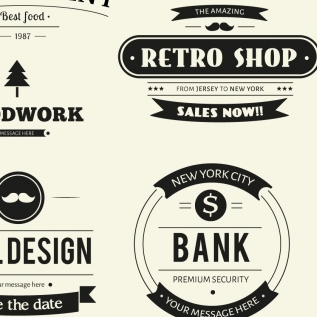 Best food
1987
DWORK
MESSAGE HERE
THE AMAZING
RETRO SHOP
FROM JERSEY TO NEW YORK
SALES NOW!!
DESIGN
message here
the date
NEW YORK CITY
$
BANK
PREMIUM SECURITY
YOUR MESSAGE HERE